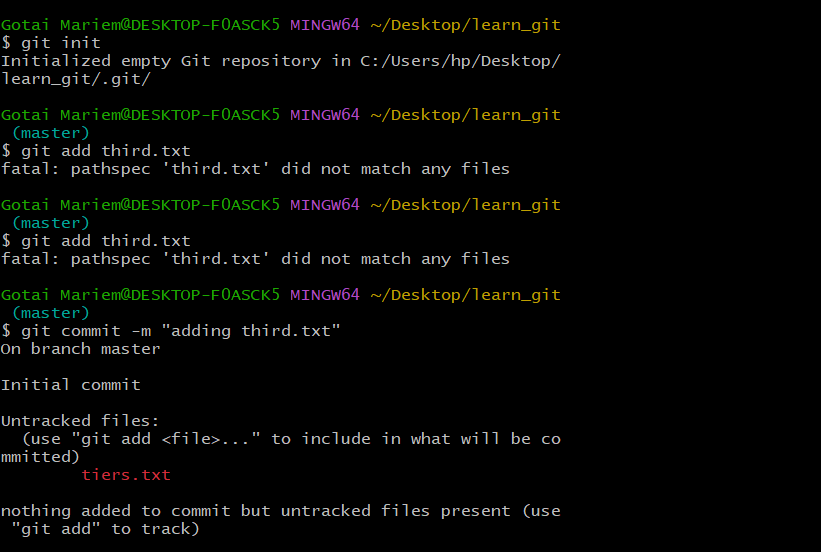 Gotai Mariem@DESKTOP-F0ASCK5 MINGW64 ~/Desktop/learn_git
$ git init
Initialized empty Git repository in C:/Users/hp/Desktop/
learn_git/.git/

Gotai Mariem@DESKTOP-F0ASCK5 MINGW64 ~/Desktop/learn_git
 (master)
$ git add third.txt
fatal: pathspec 'third.txt' did not match any files

Gotai Mariem@DESKTOP-F0ASCK5 MINGW64 ~/Desktop/learn_git
 (master)
$ git add third.txt
fatal: pathspec 'third.txt' did not match any files

Gotai Mariem@DESKTOP-F0ASCK5 MINGW64 ~/Desktop/learn_git
 (master)
$ git commit -m "adding third.txt"
On branch master

Initial commit

Untracked files:
  (use "git add <file>..." to include in what will be co
mmitted)
        tiers.txt

nothing added to commit but untracked files present (use
 "git add" to track)